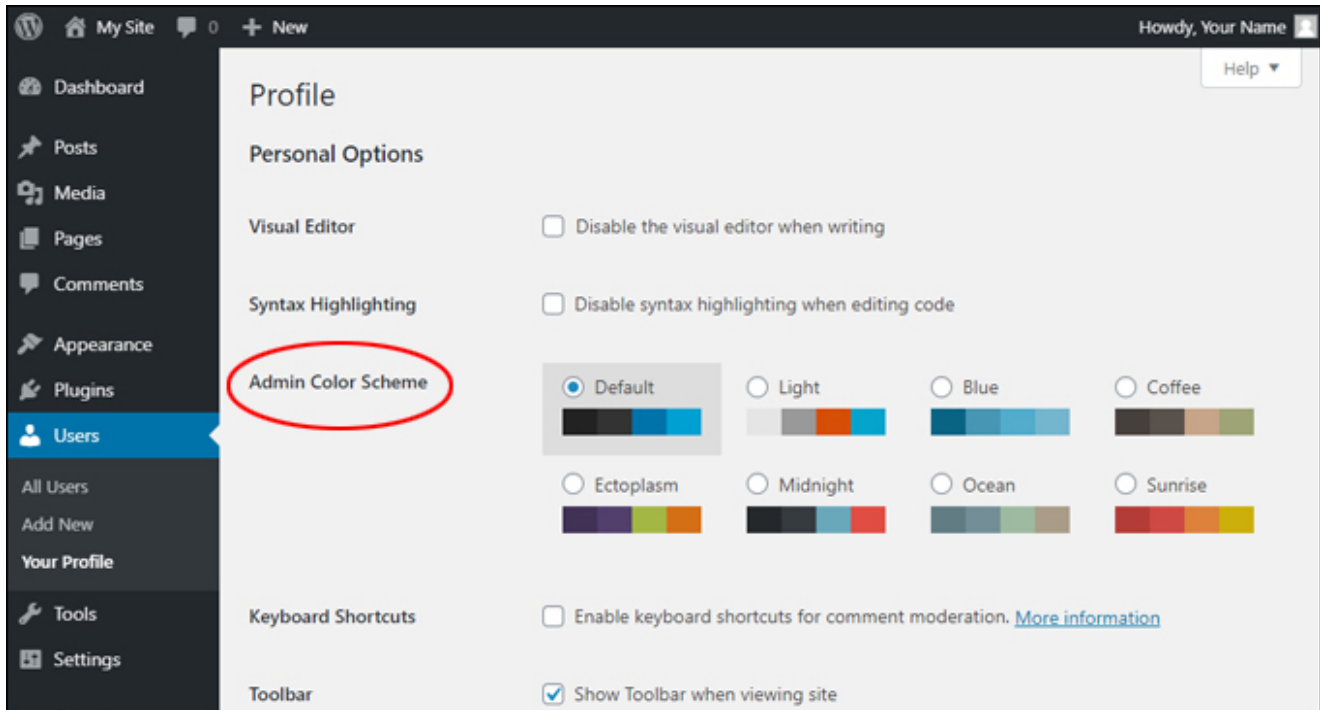 My Site 0 New Howdy, Your Name
Help
Dashboard
Posts
Media
Pages
Comments
Appearance
Plugins
Users
All Users
Add New
Your Profile
Tools
Settings
Profile
Personal Options
Visual Editor Disable the visual editor when writing
Syntax Highlighting Disable syntax highlighting when editing code
Admin Color Scheme
Default Light Blue Coffee
Ectoplasm Midnight Ocean Sunrise
Keyboard Shortcuts Enable keyboard shortcuts for comment moderation. More information
Toolbar Show Toolbar when viewing site